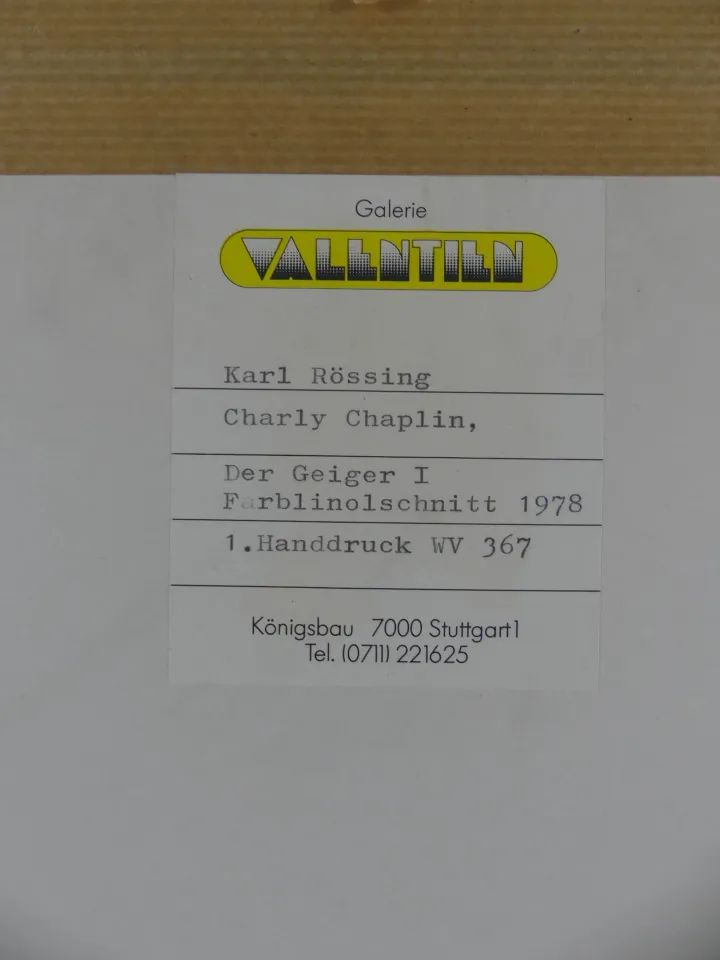 Galerie
VALENTIEN
Karl Rössing
Charly Chaplin,
Der Geiger I
Farblinolschnitt 1978
1.Handdruck WV 367
Königsbau 7000 Stuttgart1
Tel. (0711) 221625